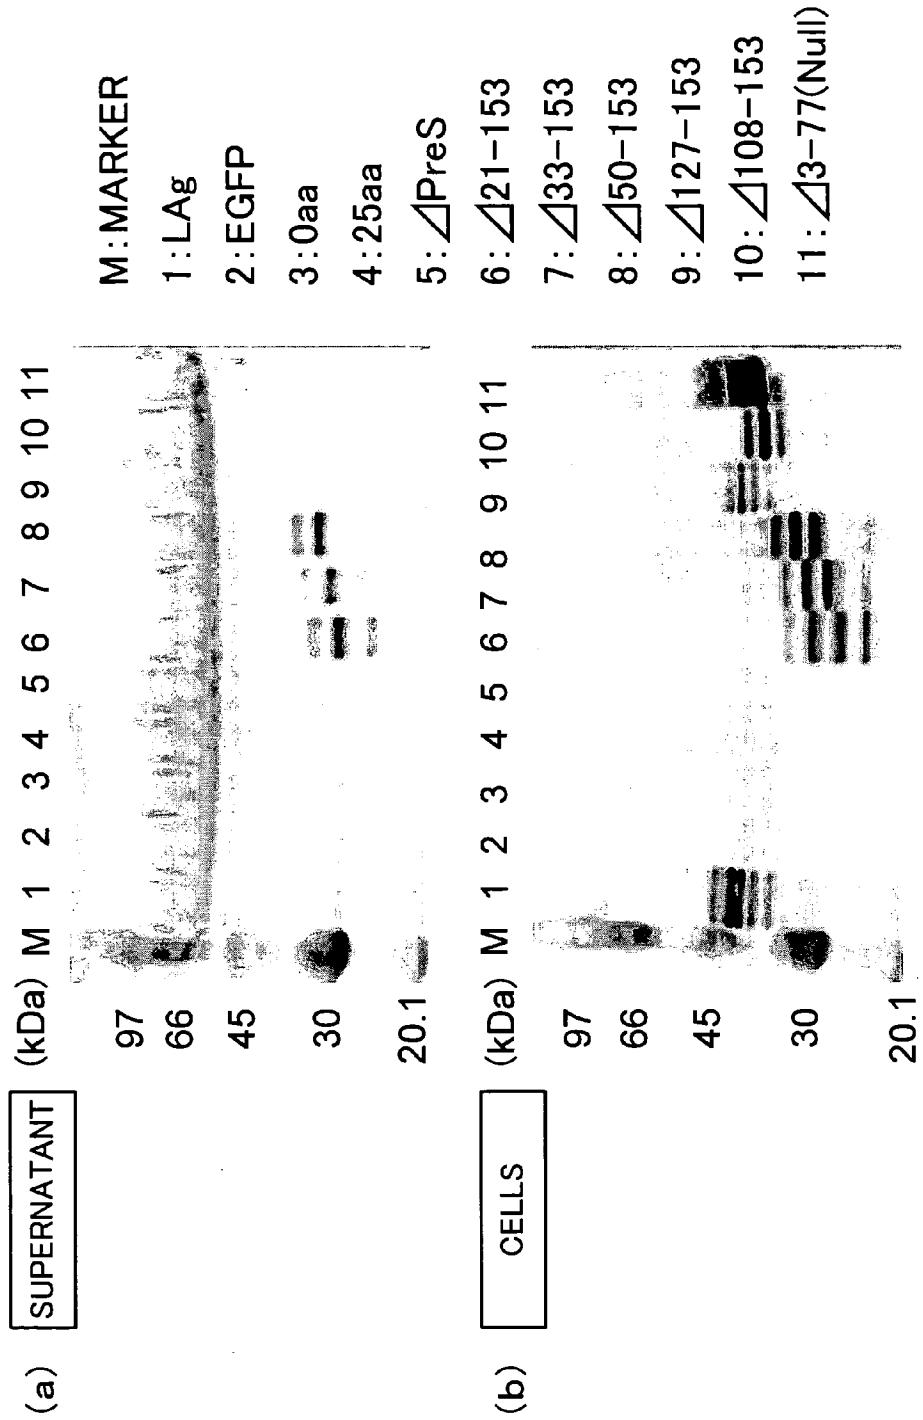 (a) SUPERNATANT
(kDa) M 1 2 3 4 5 6 7 8 9 10 11
97
66
45
30
20.1
(b) CELLS
(kDa) M 1 2 3 4 5 6 7 8 9 10 11
97
66
45
30
20.1
M:MARKER
1:LAg
2:EGFP
3:0aa
4:25aa
5:⊿PreS
6:⊿21-153
7:⊿33-153
8:⊿50-153
9:⊿127-153
10:⊿108-153
11:⊿3-77(Null)